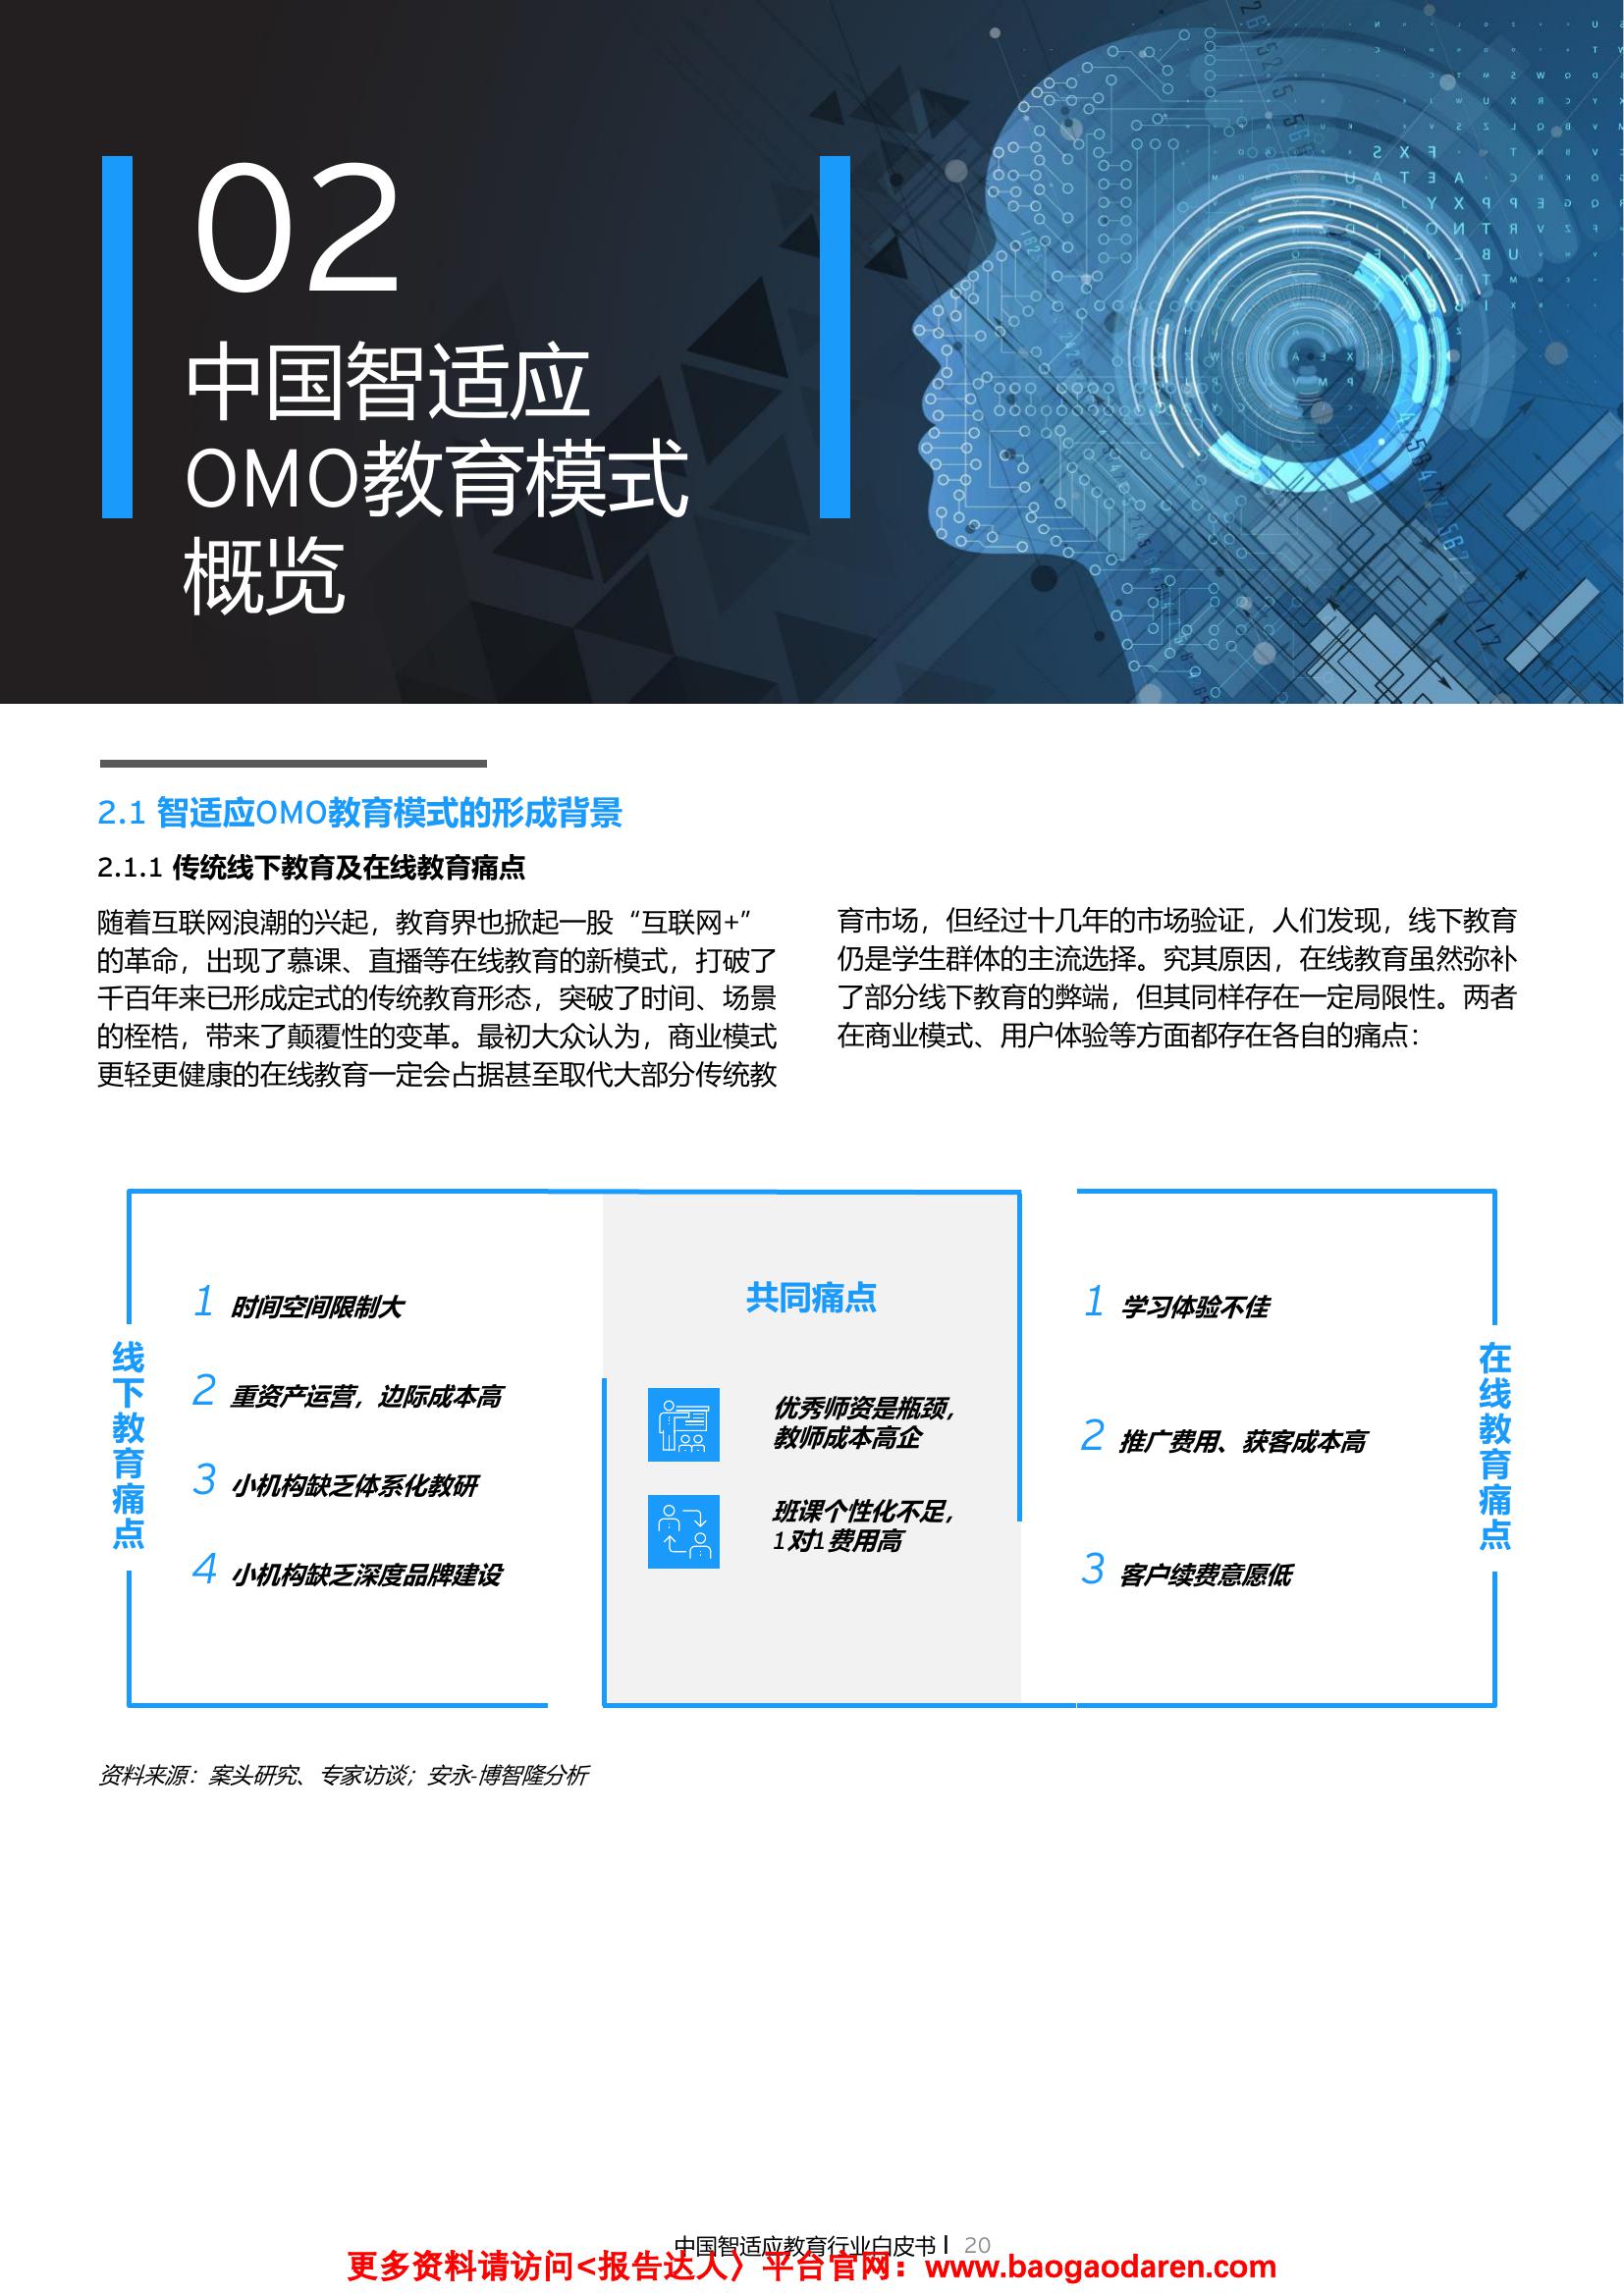 02
中国智适应
OMO教育模式
概览
2.1 智适应OMO教育模式的形成背景
2.1.1 传统线下教育及在线教育痛点
随着互联网浪潮的兴起，教育界也掀起一股“互联网+”
的革命，出现了慕课、直播等在线教育的新模式，打破了
千百年来已形成定式的传统教育形态，突破了时间、场景
的桎梏，带来了颠覆性的变革。最初大众认为，商业模式
更轻更健康的在线教育一定会占据甚至取代大部分传统教
育市场，但经过十几年的市场验证，人们发现，线下教育
仍是学生群体的主流选择。究其原因，在线教育虽然弥补
了部分线下教育的弊端，但其同样存在一定局限性。两者
在商业模式、用户体验等方面都存在各自的痛点：
线下教育痛点
1 时间空间限制大
2 重资产运营，边际成本高
3 小机构缺乏体系化教研
4 小机构缺乏深度品牌建设
共同痛点
优秀师资是瓶颈，
教师成本高企
班课个性化不足，
1对1费用高
1 学习体验不佳
2 推广费用、获客成本高
3 客户续费意愿低
在线教育痛点
资料来源：案头研究、专家访谈；安永-博智隆分析
中国智适应教育行业白皮书 | 20
更多资料请访问<报告达人〉平台官网：www.baogaodaren.com